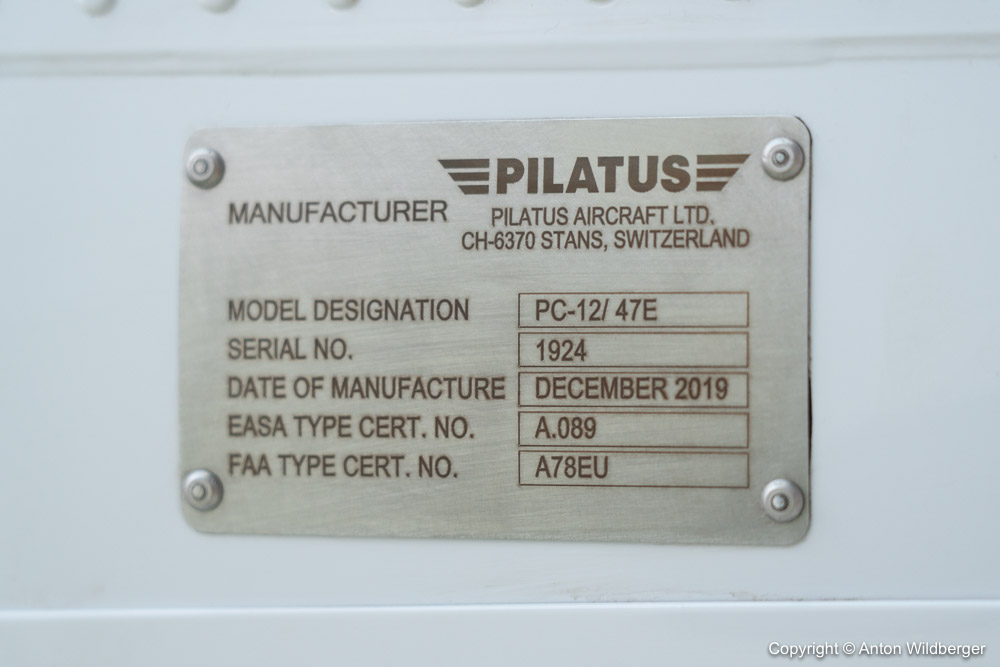 PILATUS
MANUFACTURER PILATUS AIRCRAFT LTD.
CH-6370 STANS, SWITZERLAND
MODEL DESIGNATION PC-12/ 47E
SERIAL NO. 1924
DATE OF MANUFACTURE DECEMBER 2019
EASA TYPE CERT. NO. A.089
FAA TYPE CERT. NO. A78EU
Copyright © Anton Wildberger